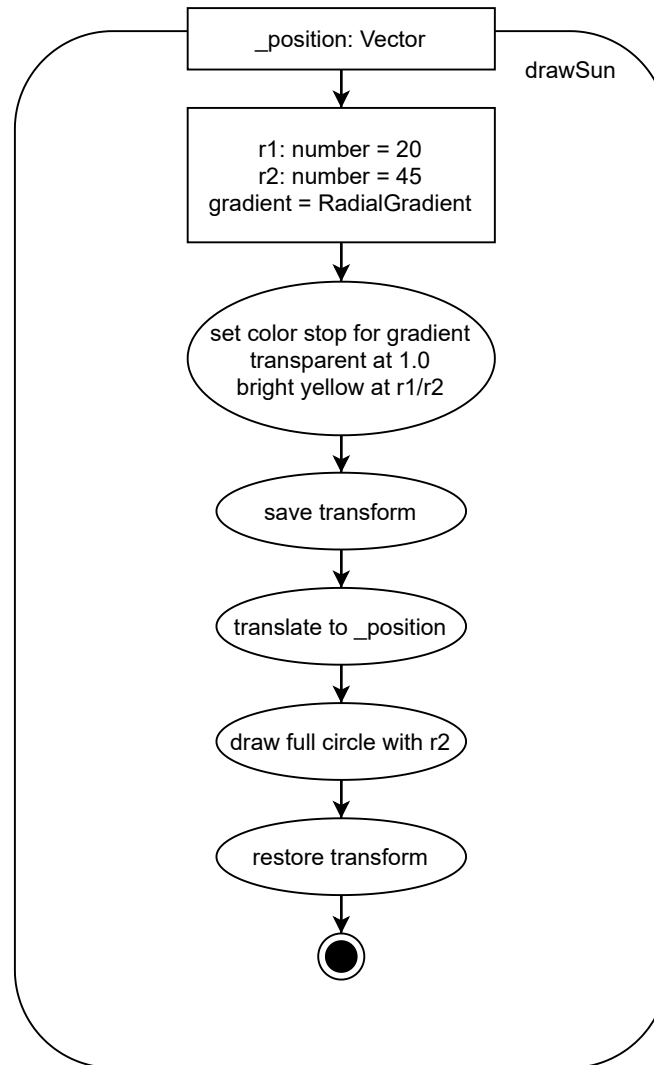 _position: Vector
drawSun
r1: number = 20
r2: number = 45
gradient = RadialGradient
set color stop for gradient
transparent at 1.0
bright yellow at r1/r2
save transform
translate to _position
draw full circle with r2
restore transform